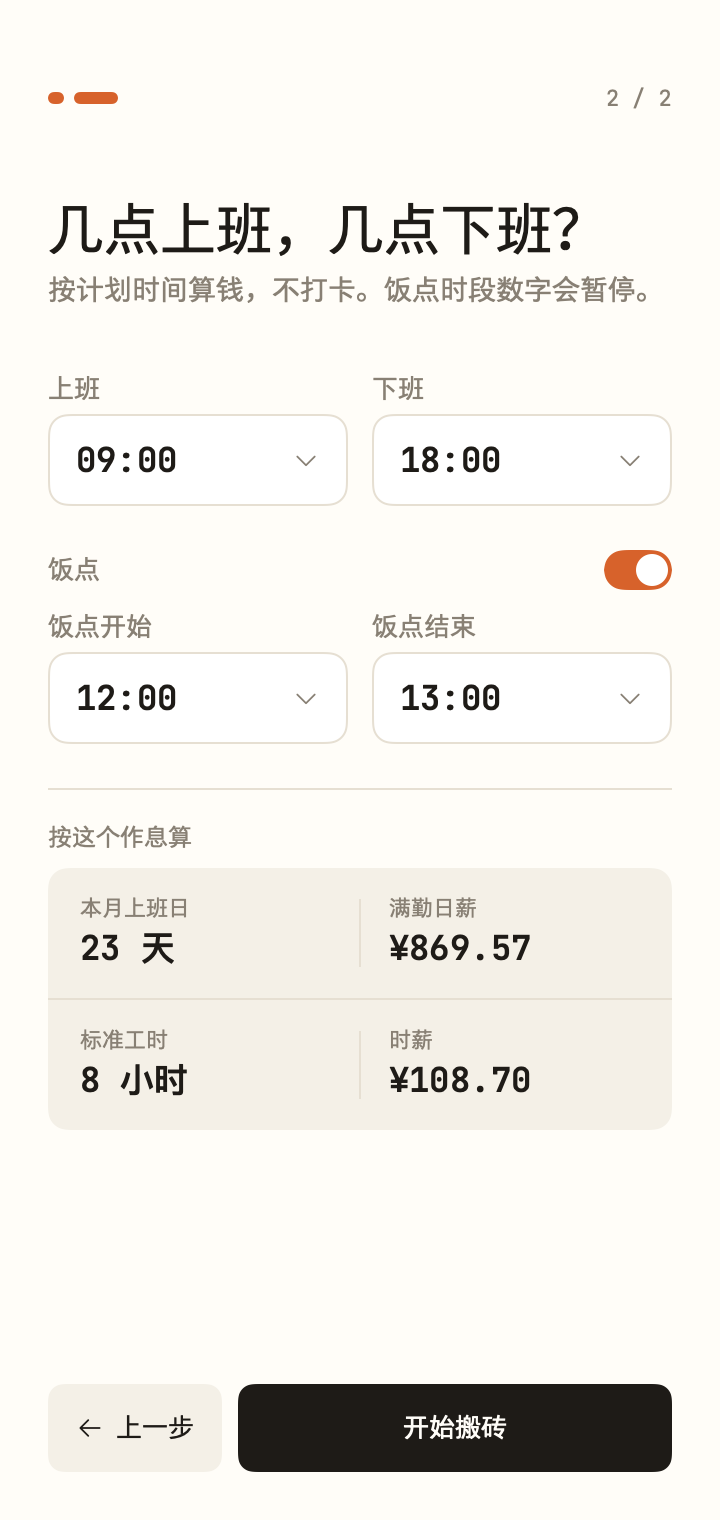 2 / 2
几点上班，几点下班？
按计划时间算钱，不打卡。饭点时段数字会暂停。
上班 下班
09:00 18:00
饭点
饭点开始 饭点结束
12:00 13:00
按这个作息算
本月上班日 满勤日薪
23 天 ¥869.57
标准工时 时薪
8 小时 ¥108.70
← 上一步 开始搬砖